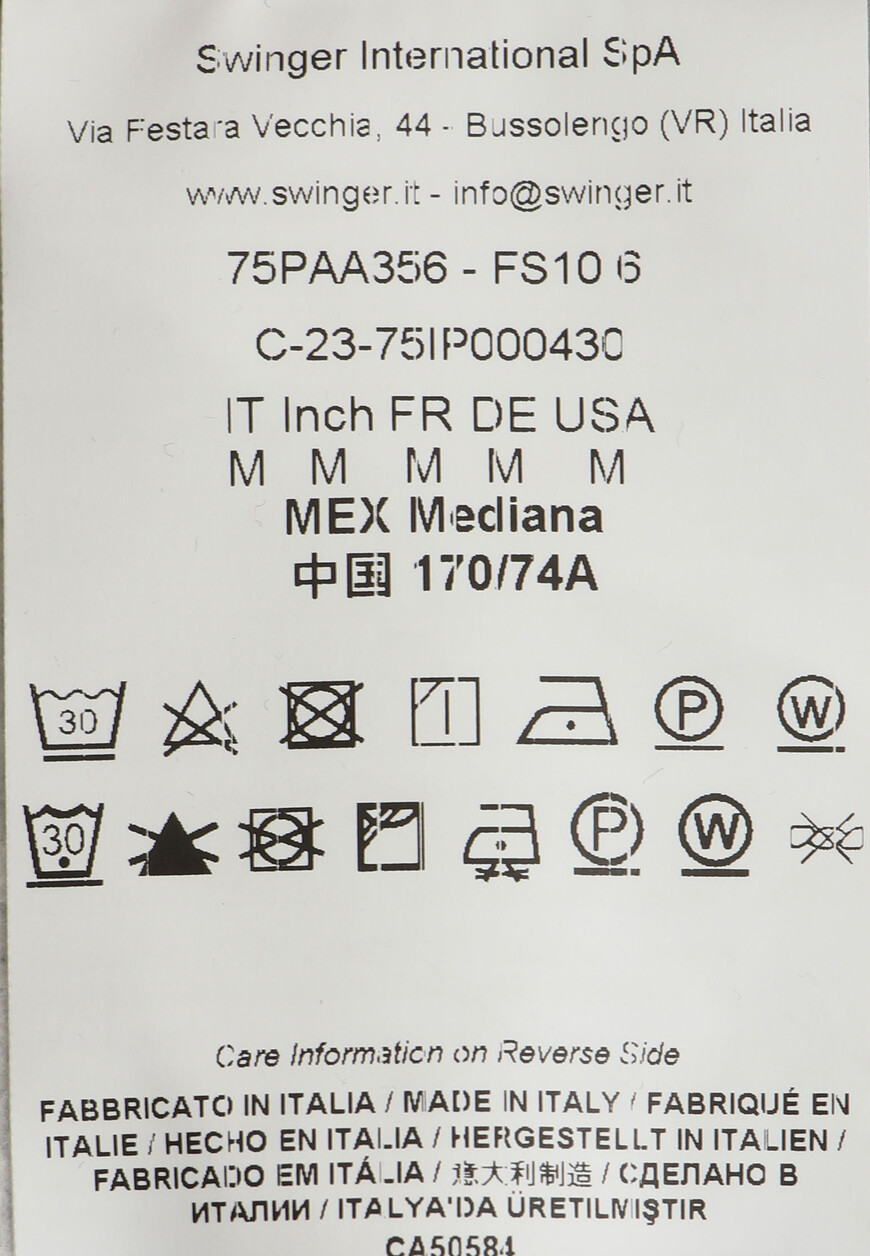 Swinger International SpA
Via Festara Vecchia, 44 - Bussolengo (VR) Italia
www.swinger.it - info@swinger.it
75PAA356 - FS10 6
C-23-75IP000430
IT Inch FR DE USA
M M M M M
MEX Mediana
中国 170/74A
30 P W
30 P W
Care Information on Reverse Side
FABBRICATO IN ITALIA / MADE IN ITALY / FABRIQUÉ EN
ITALIE / HECHO EN ITALIA / HERGESTELLT IN ITALIEN /
FABRICADO EM ITÁLIA / 意大利制造 / СДЕЛАНО В
ИТАЛИИ / ITALYA'DA ÜRETILMIŞTIR
CA50584